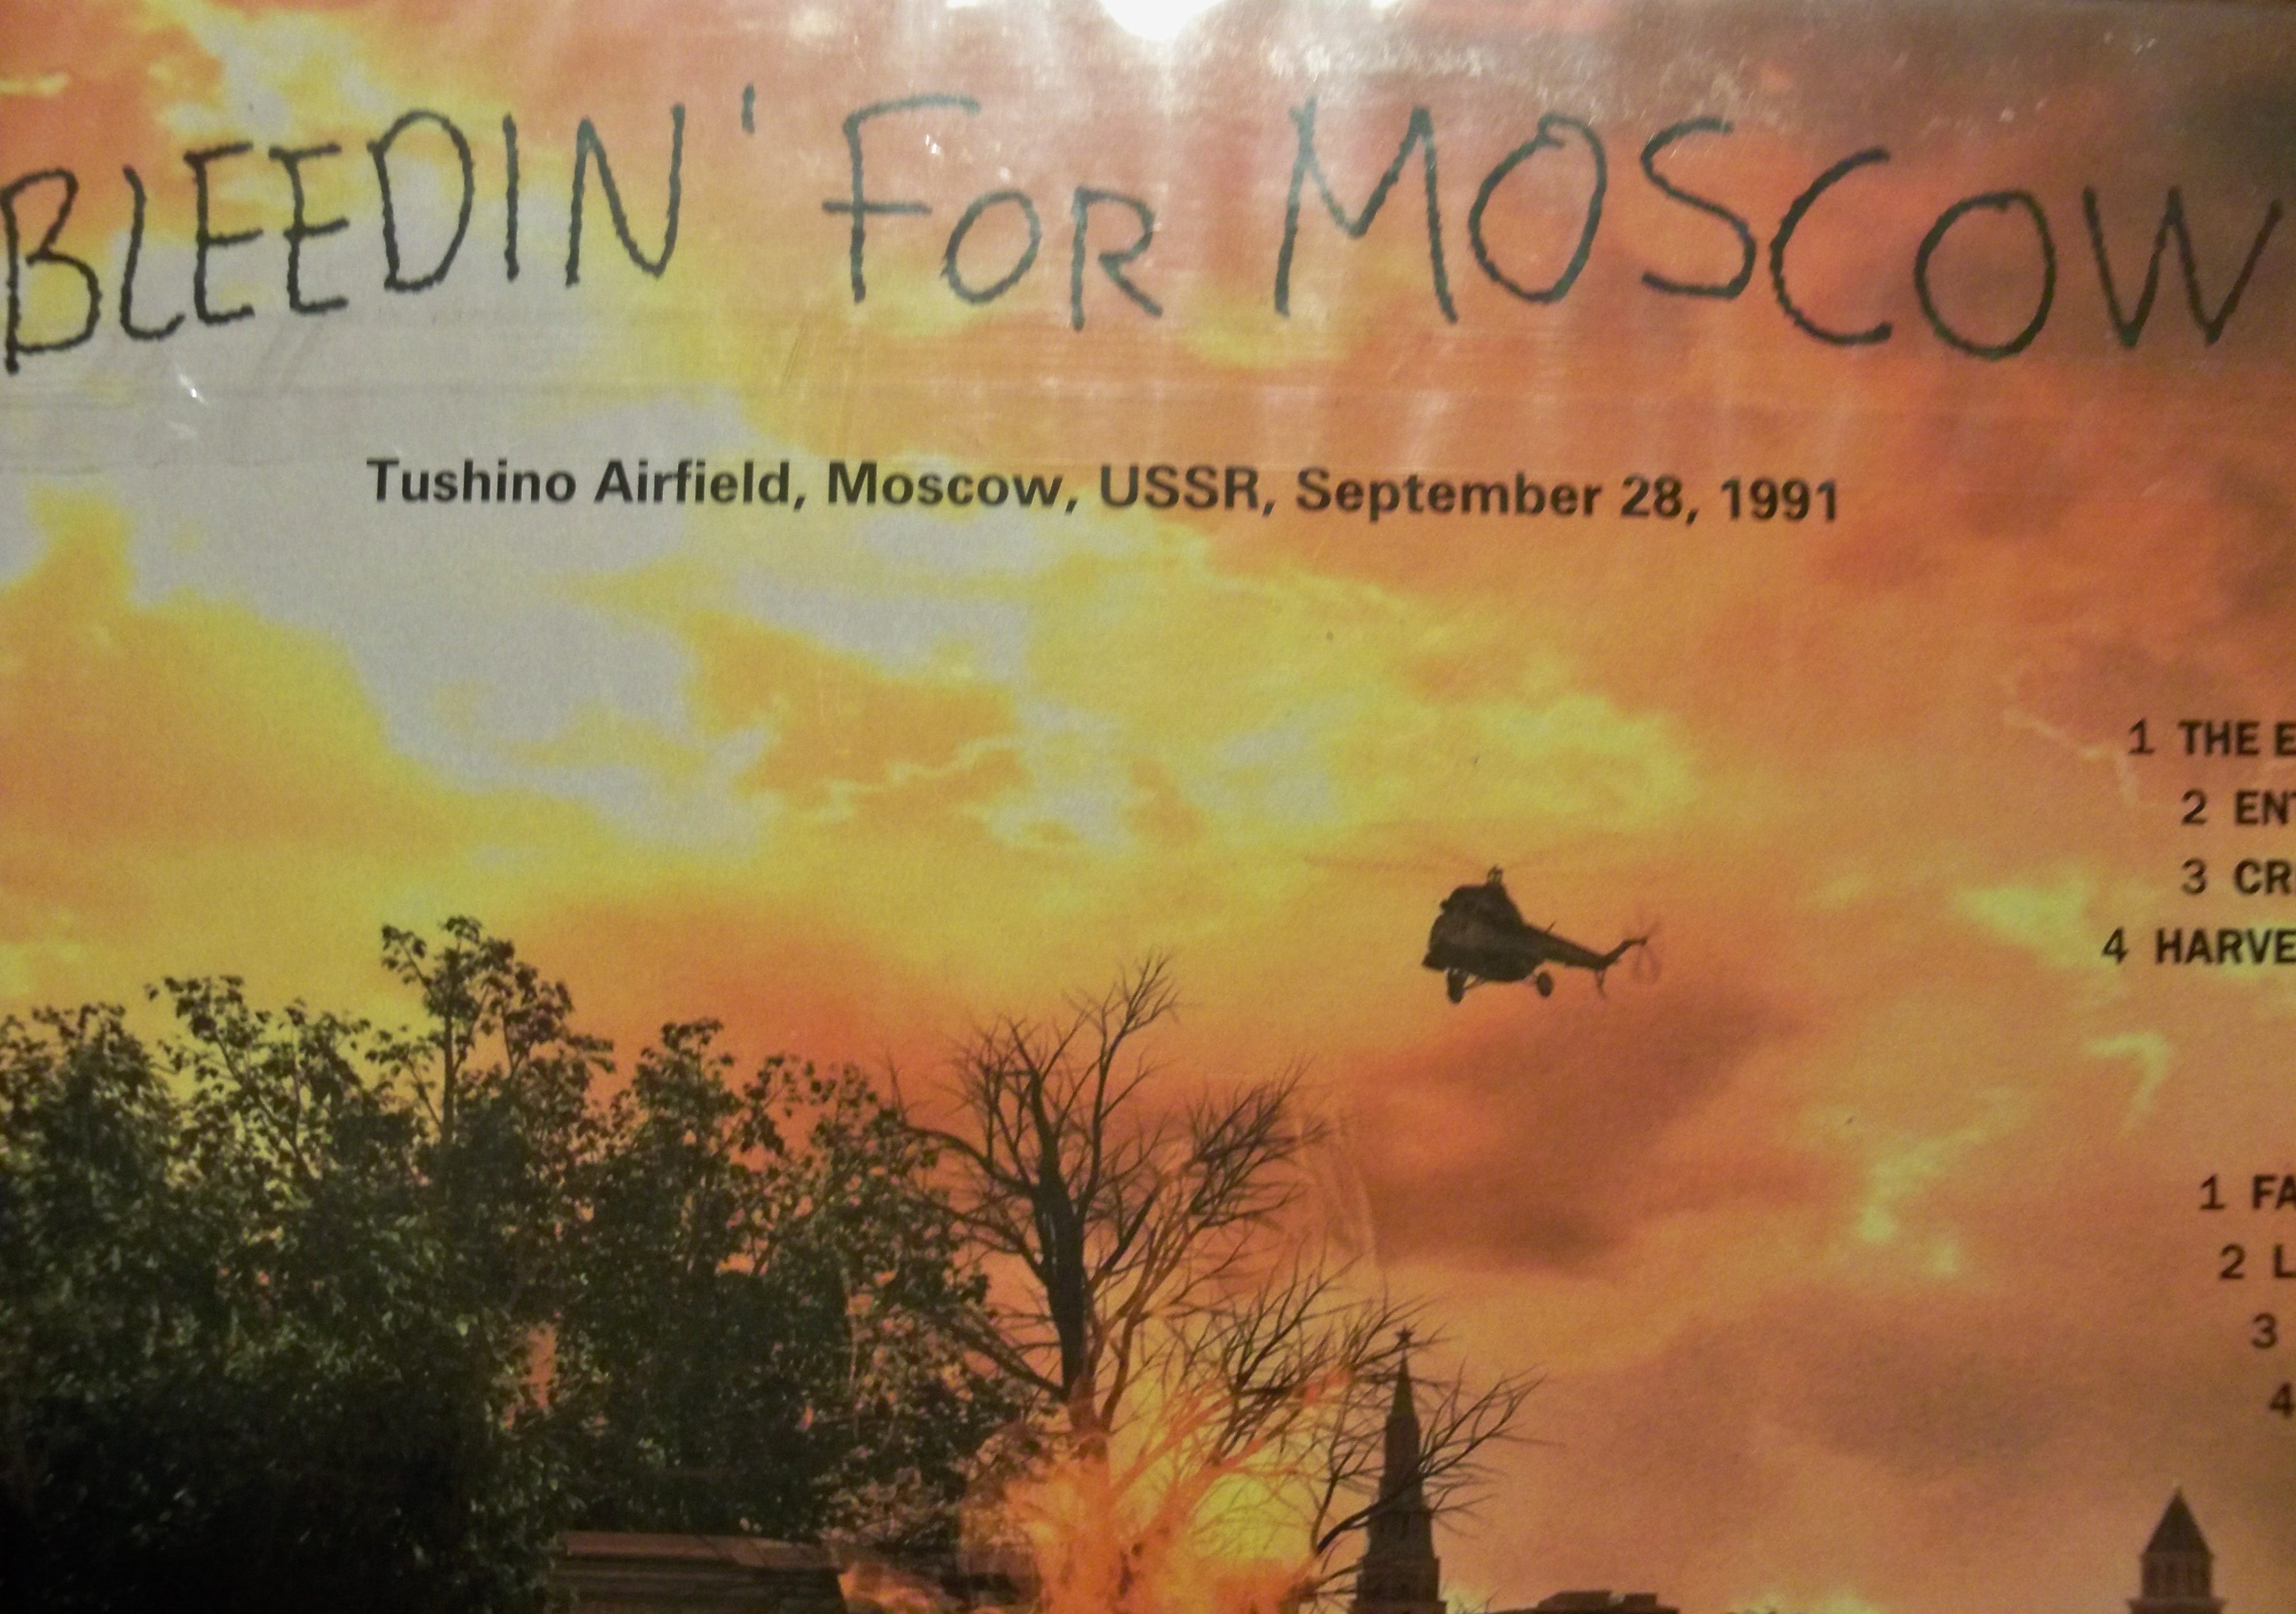 BLEEDIN' FOR MOSCOW
Tushino Airfield, Moscow, USSR, September 28, 1991
1 THE E
2 EN
3 CR
4 HARVE
1 FA
2 L
3
4